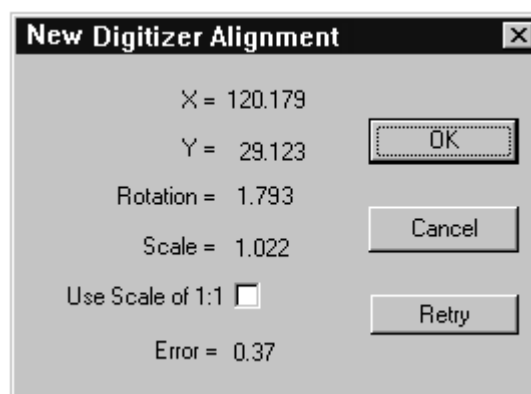 New Digitizer Alignment
X = 120.179
Y = 29.123
OK
Rotation = 1.793
Scale = 1.022
Cancel
Use Scale of 1:1
Retry
Error = 0.37